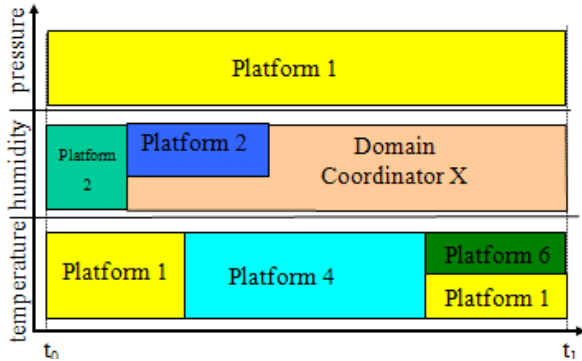 pressure
Platform 1
humidity
Platform
2
Platform 2
Domain
Coordinator X
temperature
Platform 1
Platform 4
Platform 6
Platform 1
t0
t1